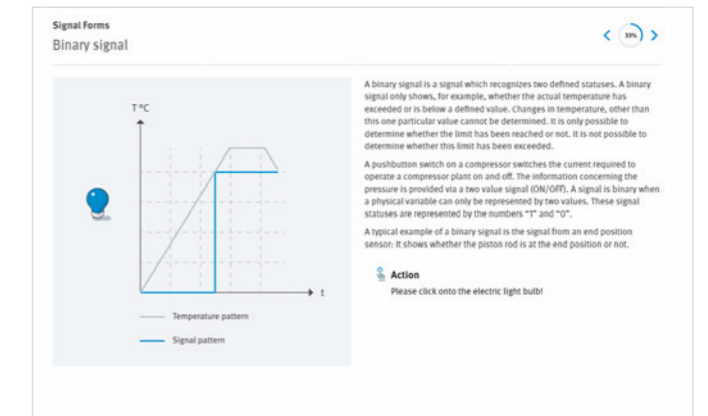 Signal Forms
Binary signal
33%
T °C
t
Temperature pattern
Signal pattern
A binary signal is a signal which recognizes two defined statuses. A binary
signal only shows, for example, whether the actual temperature has
exceeded or is below a defined value. Changes in temperature, other than
this one particular value cannot be determined. It is only possible to
determine whether the limit has been reached or not. It is not possible to
determine whether this limit has been exceeded.
A pushbutton switch on a compressor switches the current required to
operate a compressor plant on and off. The information concerning the
pressure is provided via a two value signal (ON/OFF). A signal is binary when
a physical variable can only be represented by two values. These signal
statuses are represented by the numbers "1" and "0".
A typical example of a binary signal is the signal from an end position
sensor: It shows whether the piston rod is at the end position or not.
Action
Please click onto the electric light bulb!